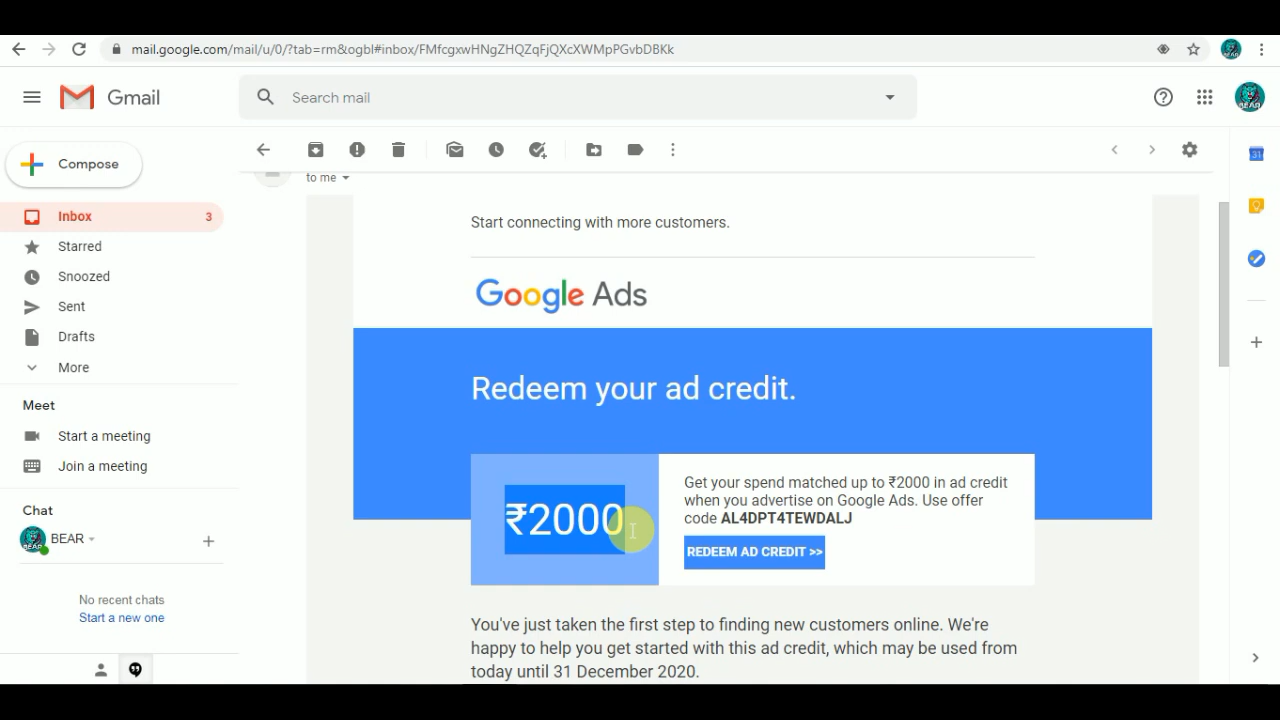 mail.google.com/mail/u/0/?tab=rm&ogbl#inbox/FMfcgxwHNgZHQZqFjQXcXWMpPGvbDBKk
Gmail
Search mail
Compose
to me
Inbox 3
Starred
Snoozed
Sent
Drafts
More
Meet
Start a meeting
Join a meeting
Chat
BEAR
No recent chats
Start a new one
Start connecting with more customers.
Google Ads
Redeem your ad credit.
₹2000
Get your spend matched up to ₹2000 in ad credit
when you advertise on Google Ads. Use offer
code AL4DPT4TEWDALJ
REDEEM AD CREDIT >>
You've just taken the first step to finding new customers online. We're
happy to help you get started with this ad credit, which may be used from
today until 31 December 2020.
BEAR
31